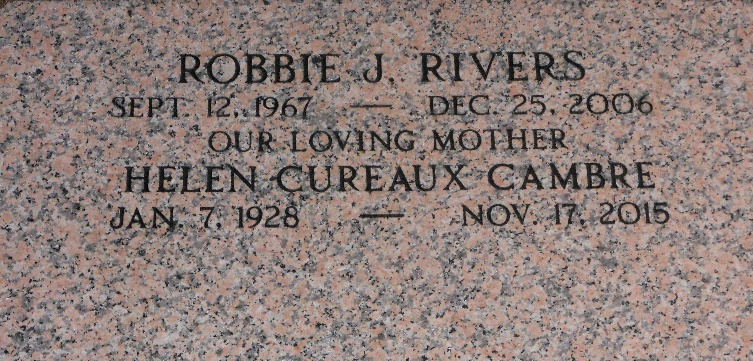 ROBBIE J. RIVERS
SEPT. 12, 1967 — DEC. 25, 2006
OUR LOVING MOTHER
HELEN CUREAUX CAMBRE
JAN. 7, 1928 — NOV. 17, 2015